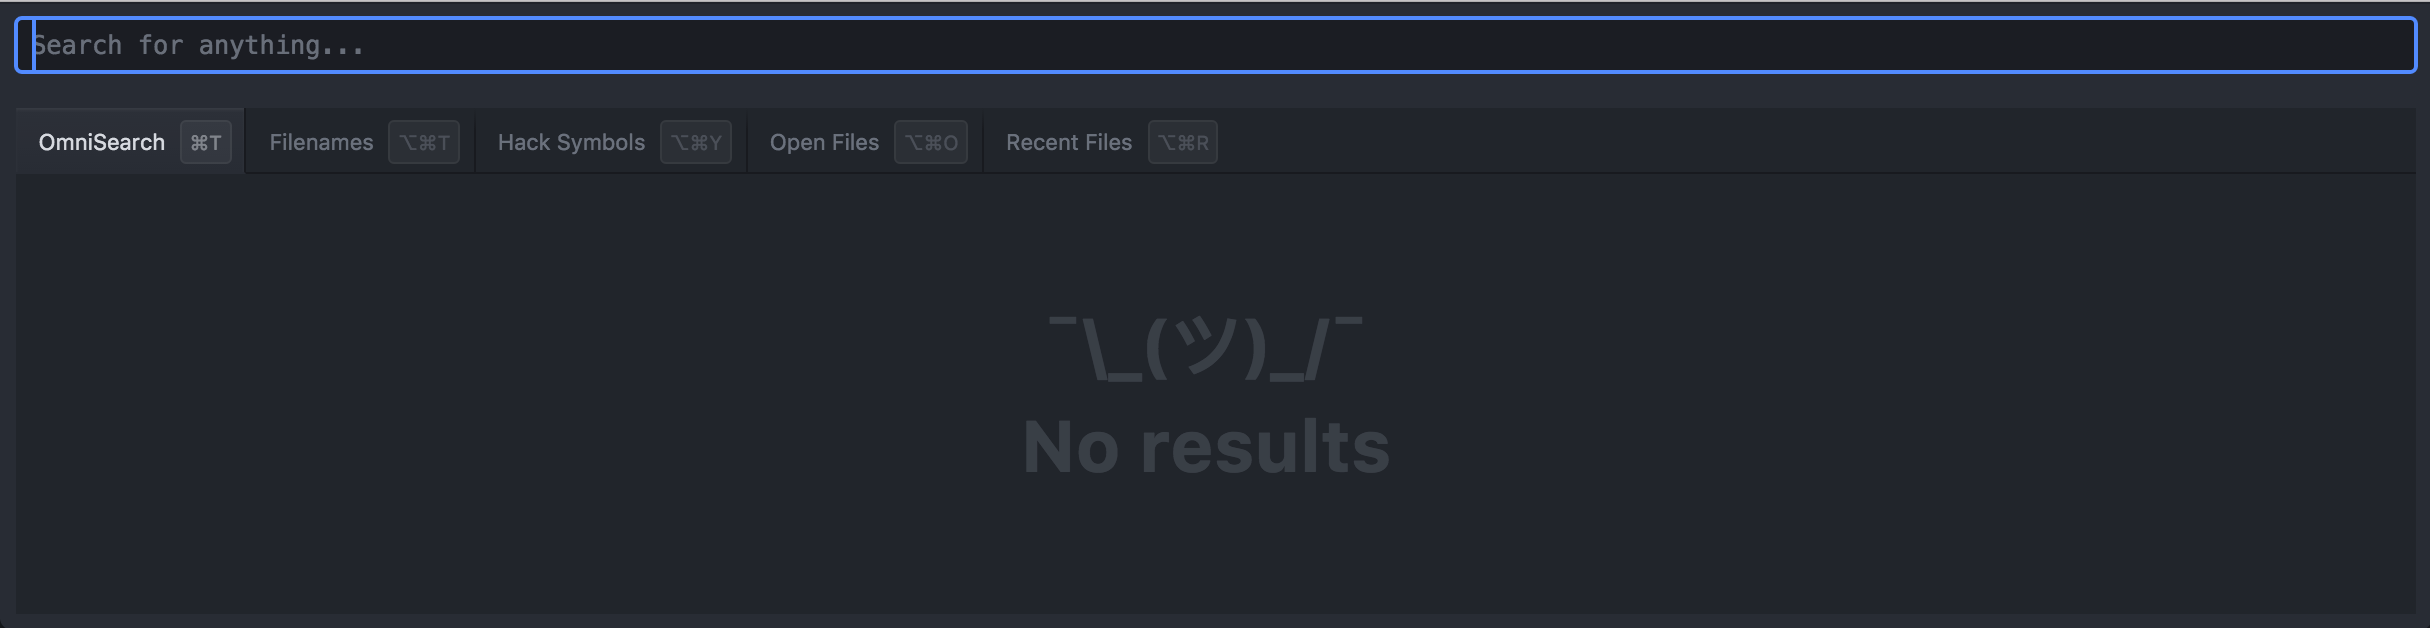 Search for anything...
OmniSearch ⌘T Filenames ⌥⌘T Hack Symbols ⌥⌘Y Open Files ⌥⌘O Recent Files ⌥⌘R
¯\_(ツ)_/¯
No results